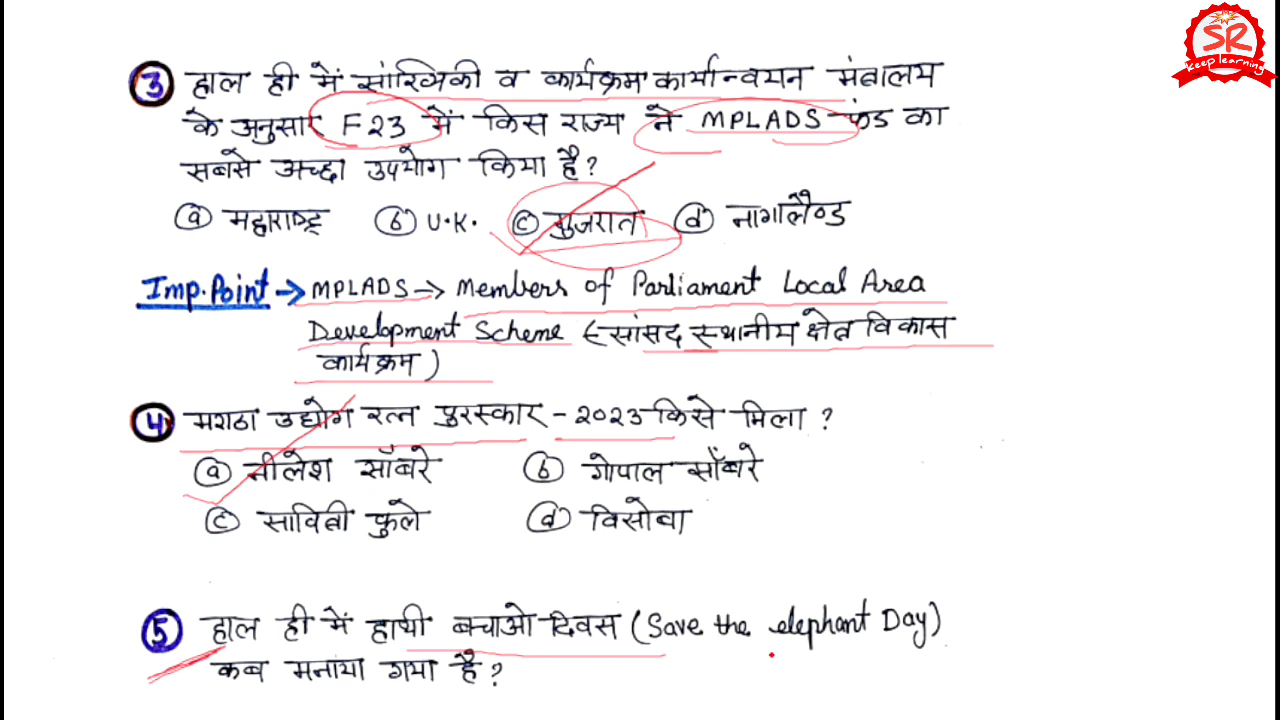 SR
keep learning
③ हाल ही में सांख्यिकी व कार्यक्रम कार्यान्वयन मंत्रालय
के अनुसार F23 में किस राज्य ने MPLADS फंड का
सबसे अच्छा उपयोग किया है?
ⓐ महाराष्ट्र ⓑ U.K. ⓒ गुजरात ⓓ नागालैण्ड
Imp.Point → MPLADS → Members of Parliament Local Area
Development Scheme (सांसद स्थानीय क्षेत्र विकास
कार्यक्रम)
④ मराठा उद्योग रत्न पुरस्कार - 2023 किसे मिला ?
ⓐ नीलेश साँबरे ⓑ गोपाल साँबरे
ⓒ सावित्री फुले ⓓ विसोबा
⑤ हाल ही में हाथी बचाओ दिवस (Save the elephant Day)
कब मनाया गया है?